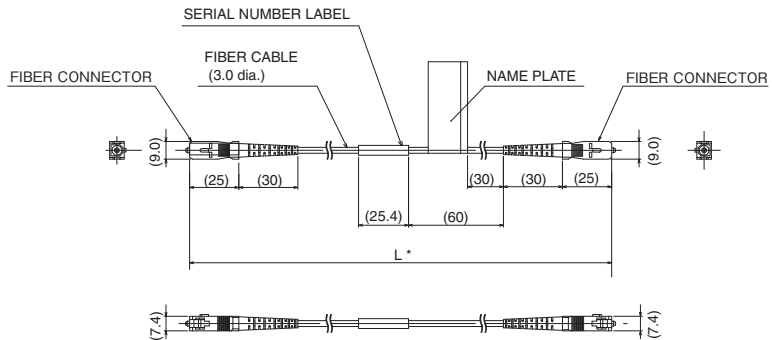 SERIAL NUMBER LABEL
FIBER CABLE
(3.0 dia.)
NAME PLATE
FIBER CONNECTOR
FIBER CONNECTOR
(9.0)
(9.0)
(25)
(30)
(30)
(30)
(25)
(25.4)
(60)
L *
(7.4)
(7.4)